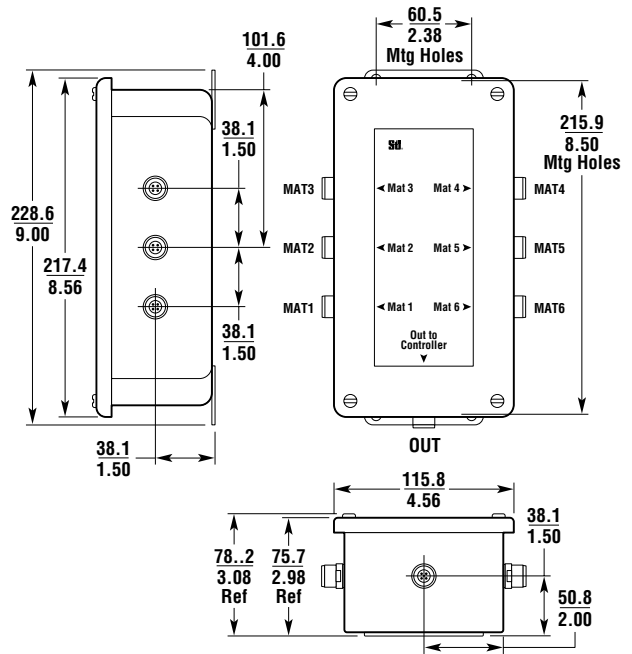 60.5
2.38
Mtg Holes
101.6
4.00
38.1
1.50
215.9
8.50
Mtg Holes
Sti.
MAT3
Mat 3
Mat 4
MAT4
228.6
9.00
MAT2
Mat 2
Mat 5
MAT5
217.4
8.56
MAT1
Mat 1
Mat 6
MAT6
38.1
1.50
Out to
Controller
38.1
1.50
OUT
115.8
4.56
38.1
1.50
78..2
3.08
Ref
75.7
2.98
Ref
50.8
2.00